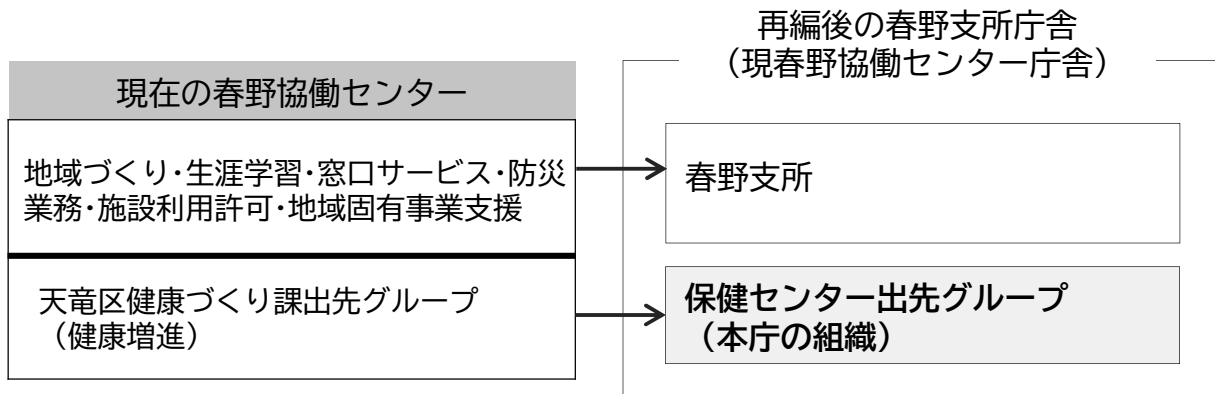 再編後の春野支所庁舎
（現春野協働センター庁舎）
現在の春野協働センター
地域づくり･生涯学習･窓口サービス･防災
業務･施設利用許可･地域固有事業支援
春野支所
天竜区健康づくり課出先グループ
（健康増進）
保健センター出先グループ
（本庁の組織）